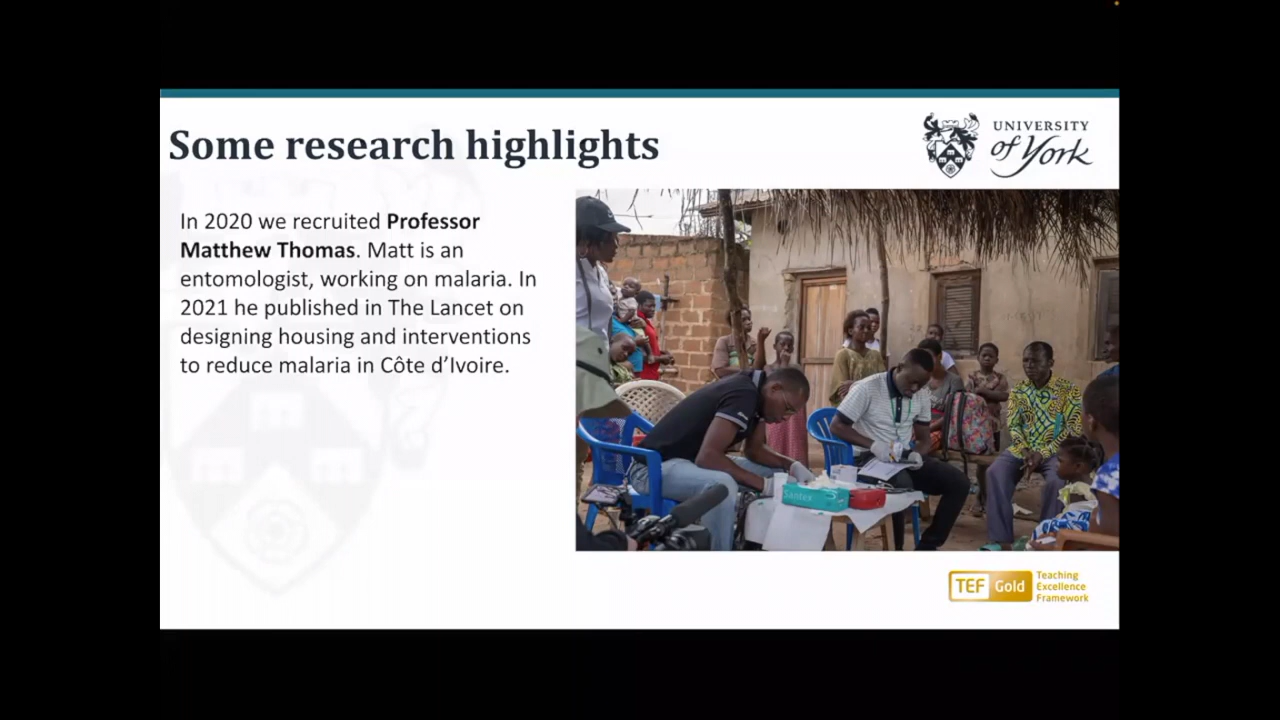 Some research highlights
UNIVERSITY
of York
In 2020 we recruited Professor
Matthew Thomas. Matt is an
entomologist, working on malaria. In
2021 he published in The Lancet on
designing housing and interventions
to reduce malaria in Côte d’Ivoire.
Santex
TEF Gold
Teaching
Excellence
Framework